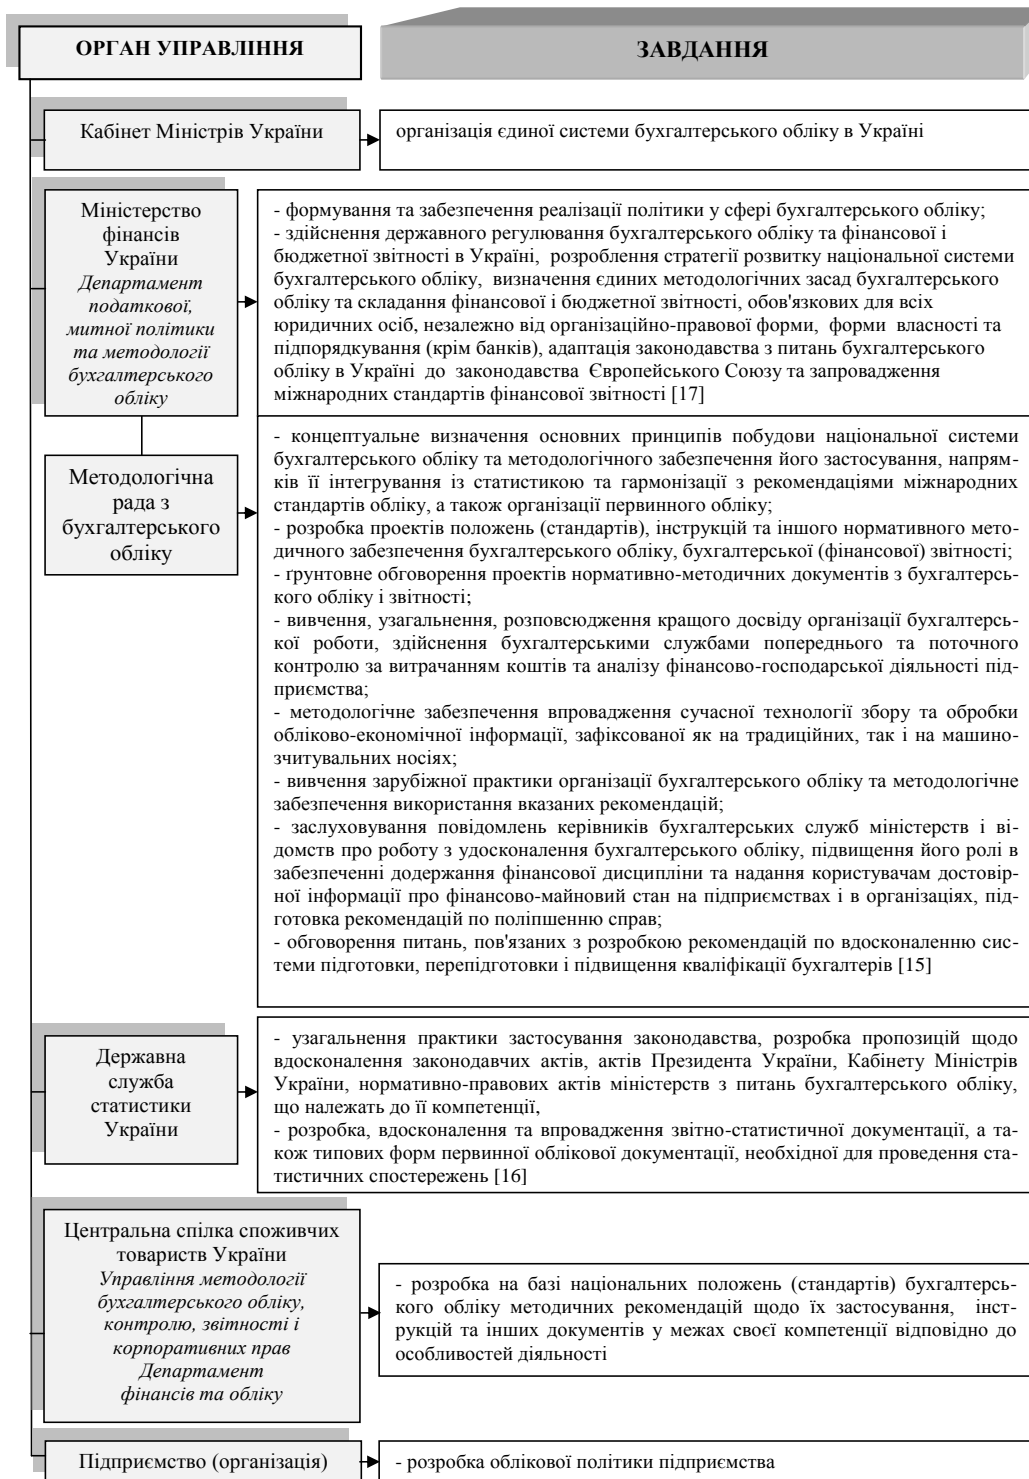 ОРГАН УПРАВЛІННЯ
ЗАВДАННЯ
Кабінет Міністрів України
організація єдиної системи бухгалтерського обліку в Україні
Міністерство
фінансів
України
Департамент
податкової,
митної політики
та методології
бухгалтерського
обліку
- формування та забезпечення реалізації політики у сфері бухгалтерського обліку;
- здійснення державного регулювання бухгалтерського обліку та фінансової і
бюджетної звітності в Україні, розроблення стратегії розвитку національної системи
бухгалтерського обліку, визначення єдиних методологічних засад бухгалтерського
обліку та складання фінансової і бюджетної звітності, обов'язкових для всіх
юридичних осіб, незалежно від організаційно-правової форми, форми власності та
підпорядкування (крім банків), адаптація законодавства з питань бухгалтерського
обліку в Україні до законодавства Європейського Союзу та запровадження
міжнародних стандартів фінансової звітності [17]
Методологічна
рада з
бухгалтерського
обліку
- концептуальне визначення основних принципів побудови національної системи
бухгалтерського обліку та методологічного забезпечення його застосування, напрям-
ків її інтегрування із статистикою та гармонізації з рекомендаціями міжнародних
стандартів обліку, а також організації первинного обліку;
- розробка проектів положень (стандартів), інструкцій та іншого нормативного мето-
дичного забезпечення бухгалтерського обліку, бухгалтерської (фінансової) звітності;
- ґрунтовне обговорення проектів нормативно-методичних документів з бухгалтерсь-
кого обліку і звітності;
- вивчення, узагальнення, розповсюдження кращого досвіду організації бухгалтерсь-
кої роботи, здійснення бухгалтерськими службами попереднього та поточного
контролю за витрачанням коштів та аналізу фінансово-господарської діяльності під-
приємства;
- методологічне забезпечення впровадження сучасної технології збору та обробки
обліково-економічної інформації, зафіксованої як на традиційних, так і на машино-
зчитувальних носіях;
- вивчення зарубіжної практики організації бухгалтерського обліку та методологічне
забезпечення використання вказаних рекомендацій;
- заслуховування повідомлень керівників бухгалтерських служб міністерств і ві-
домств про роботу з удосконалення бухгалтерського обліку, підвищення його ролі в
забезпеченні додержання фінансової дисципліни та надання користувачам достовір-
ної інформації про фінансово-майновий стан на підприємствах і в організаціях, під-
готовка рекомендацій по поліпшенню справ;
- обговорення питань, пов'язаних з розробкою рекомендацій по вдосконаленню сис-
теми підготовки, перепідготовки і підвищення кваліфікації бухгалтерів [15]
Державна
служба
статистики
України
- узагальнення практики застосування законодавства, розробка пропозицій щодо
вдосконалення законодавчих актів, актів Президента України, Кабінету Міністрів
України, нормативно-правових актів міністерств з питань бухгалтерського обліку,
що належать до її компетенції,
- розробка, вдосконалення та впровадження звітно-статистичної документації, а та-
кож типових форм первинної облікової документації, необхідної для проведення ста-
тистичних спостережень [16]
Центральна спілка споживчих
товариств України
Управління методології
бухгалтерського обліку,
контролю, звітності і
корпоративних прав
Департамент
фінансів та обліку
- розробка на базі національних положень (стандартів) бухгалтерсь-
кого обліку методичних рекомендацій щодо їх застосування, інст-
рукцій та інших документів у межах своєї компетенції відповідно до
особливостей діяльності
Підприємство (організація)
- розробка облікової політики підприємства